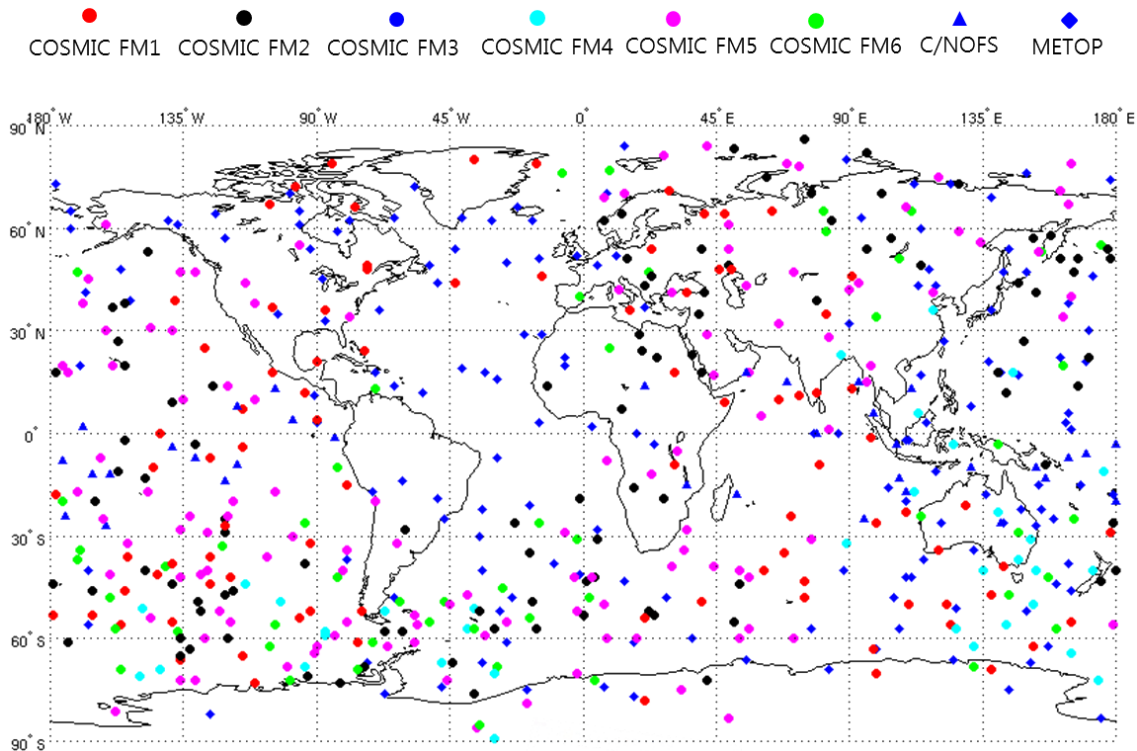 COSMIC FM1 COSMIC FM2 COSMIC FM3 COSMIC FM4 COSMIC FM5 COSMIC FM6 C/NOFS METOP
180° W 135° W 90° W 45° W 0° 45° E 90° E 135° E 180° E
90° N
60° N
30° N
0°
30° S
60° S
90° S